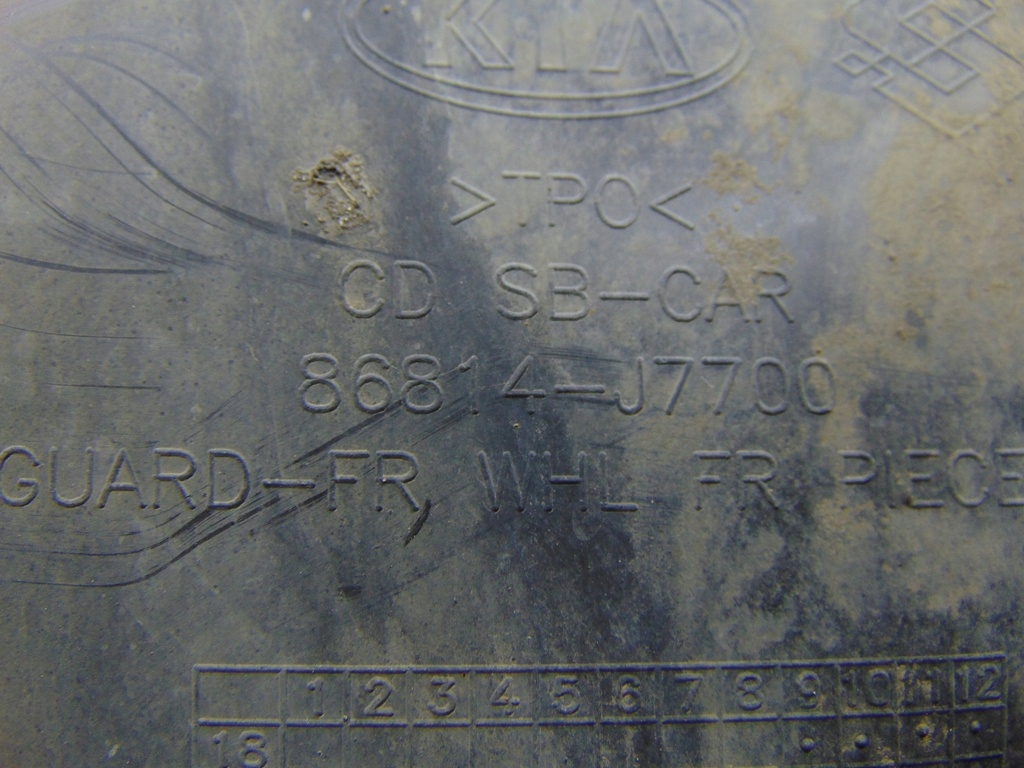 KIA
>TPO<
CD SB-CAR
86814-J7700
GUARD-FR WHL FR PIECE
1 2 3 4 5 6 7 8 9 10 11 12
18